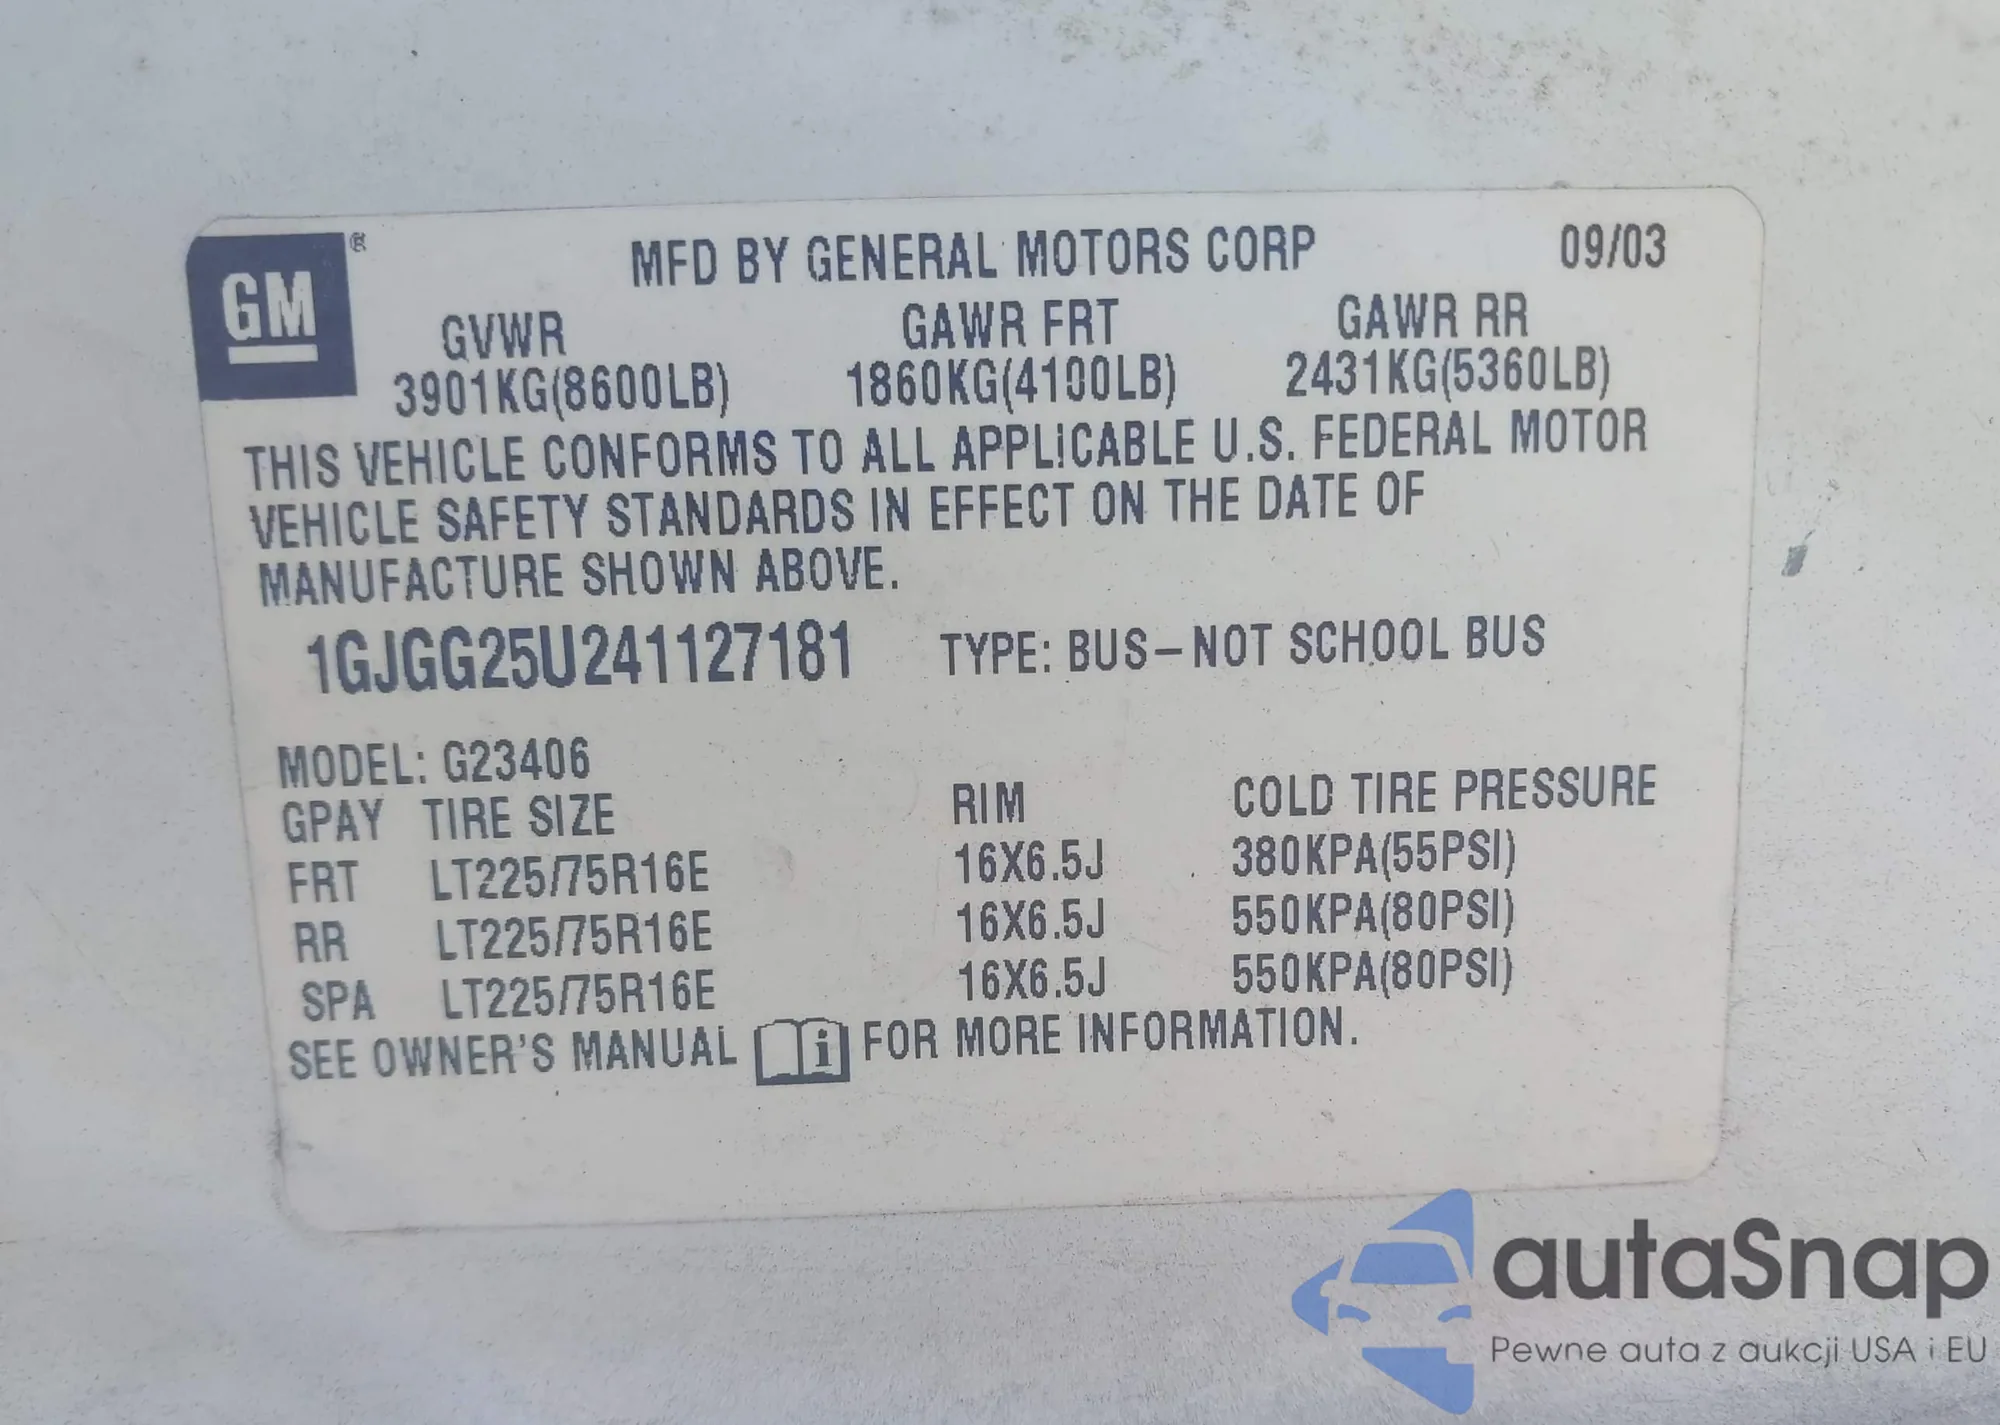 GM ®
MFD BY GENERAL MOTORS CORP 09/03
GVWR GAWR FRT GAWR RR
3901KG(8600LB) 1860KG(4100LB) 2431KG(5360LB)
THIS VEHICLE CONFORMS TO ALL APPLICABLE U.S. FEDERAL MOTOR
VEHICLE SAFETY STANDARDS IN EFFECT ON THE DATE OF
MANUFACTURE SHOWN ABOVE.
1GJGG25U241127181 TYPE: BUS-NOT SCHOOL BUS
MODEL: G23406
GPAY TIRE SIZE RIM COLD TIRE PRESSURE
FRT LT225/75R16E 16X6.5J 380KPA(55PSI)
RR LT225/75R16E 16X6.5J 550KPA(80PSI)
SPA LT225/75R16E 16X6.5J 550KPA(80PSI)
SEE OWNER'S MANUAL i FOR MORE INFORMATION.
autaSnap
Pewne auta z aukcji USA i EU